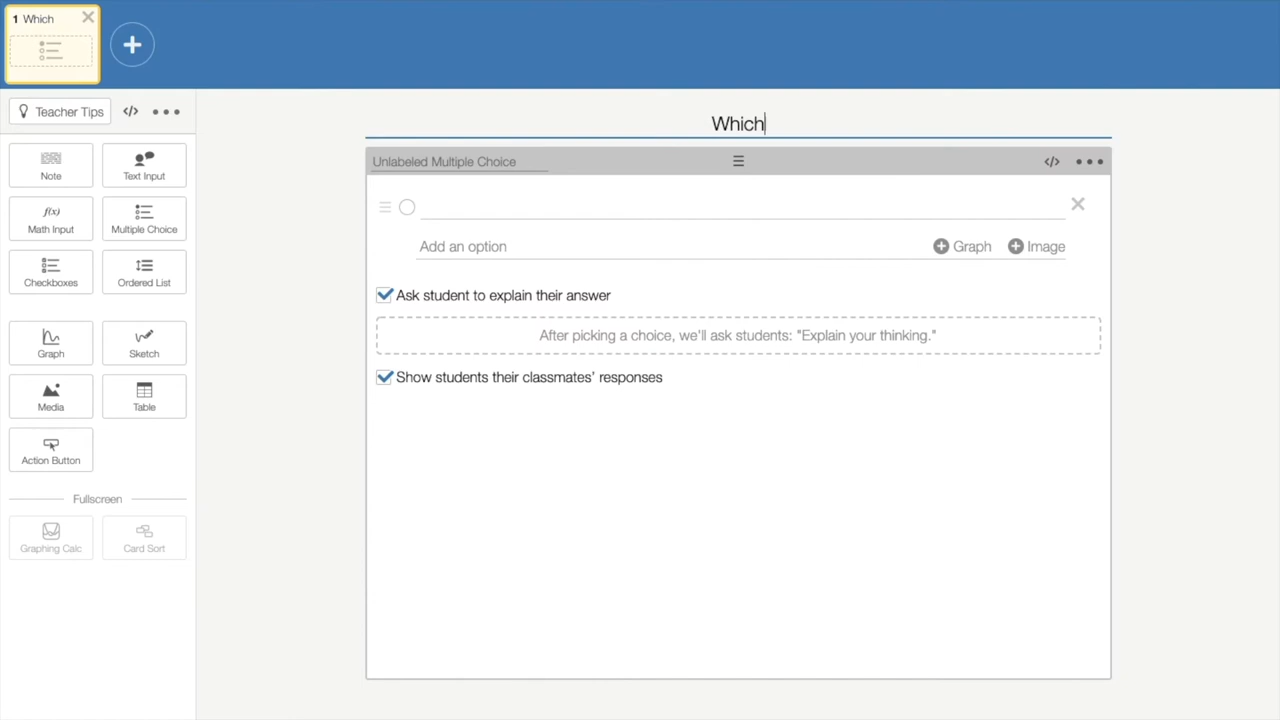 1 Which
Teacher Tips
Which
Note
Text Input
f(x)
Math Input
Multiple Choice
Checkboxes
Ordered List
Graph
Sketch
Media
Table
Action Button
Fullscreen
Graphing Calc
Card Sort
Unlabeled Multiple Choice
Add an option
Graph
Image
Ask student to explain their answer
After picking a choice, we'll ask students: "Explain your thinking."
Show students their classmates' responses